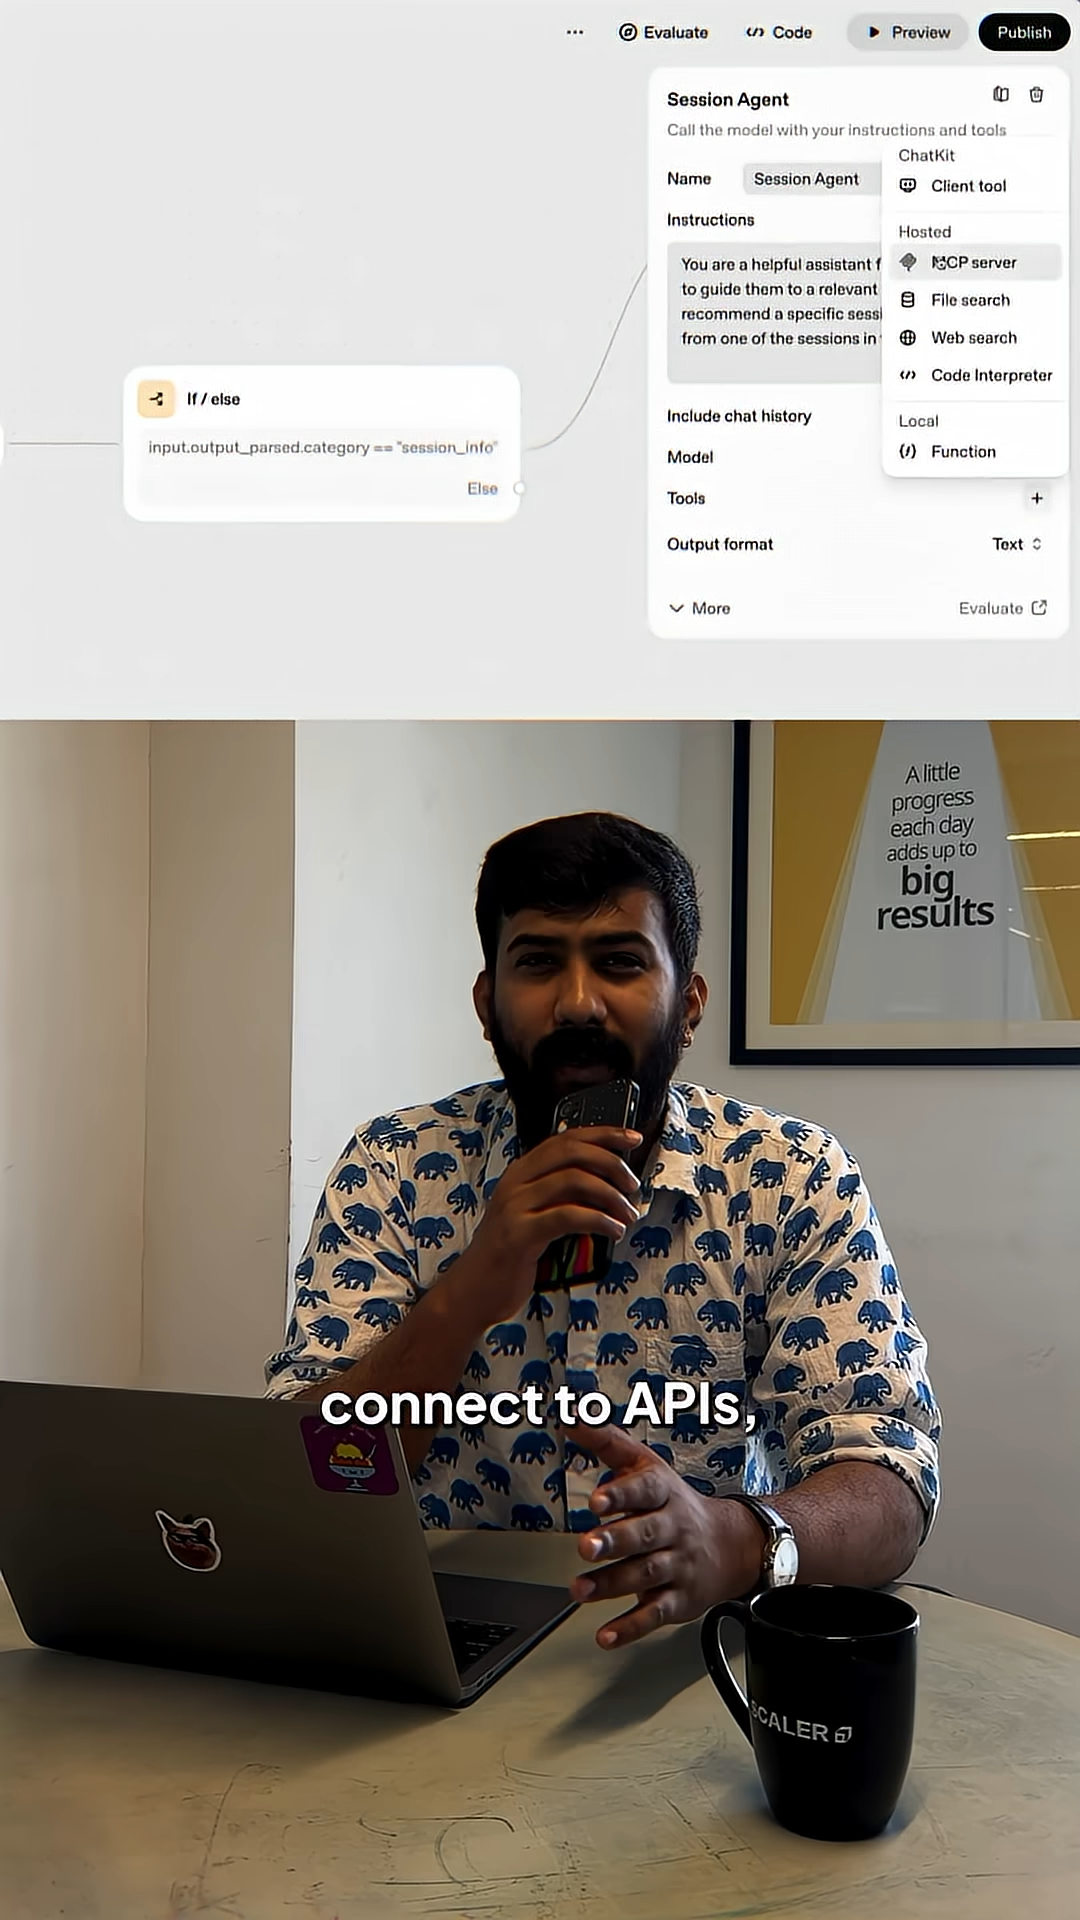 Evaluate
Code
Preview
Publish
Session Agent
Call the model with your instructions and tools
Name
Session Agent
Instructions
You are a helpful assistant
to guide them to a relevant
recommend a specific
from one of the sessions in
Include chat history
Model
Tools
Output format
Text
More
Evaluate
ChatKit
Client tool
Hosted
MCP server
File search
Web search
Code Interpreter
Local
Function
If / else
input.output_parsed.category == "session_info"
Else
A little
progress
each day
adds up to
big
results
connect to APIs,
SCALER